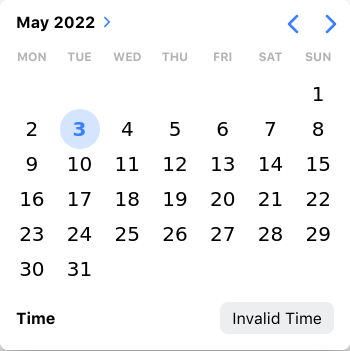 May 2022
MON TUE WED THU FRI SAT SUN
1
2 3 4 5 6 7 8
9 10 11 12 13 14 15
16 17 18 19 20 21 22
23 24 25 26 27 28 29
30 31
Time Invalid Time